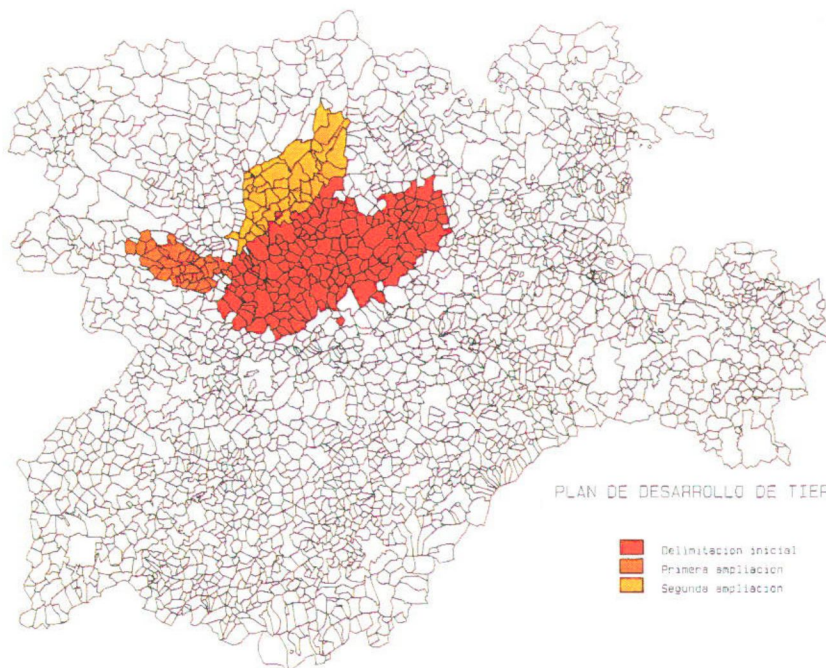 PLAN DE DESARROLLO DE TIER
Delimitacion inicial
Primera ampliacion
Segunda ampliacion